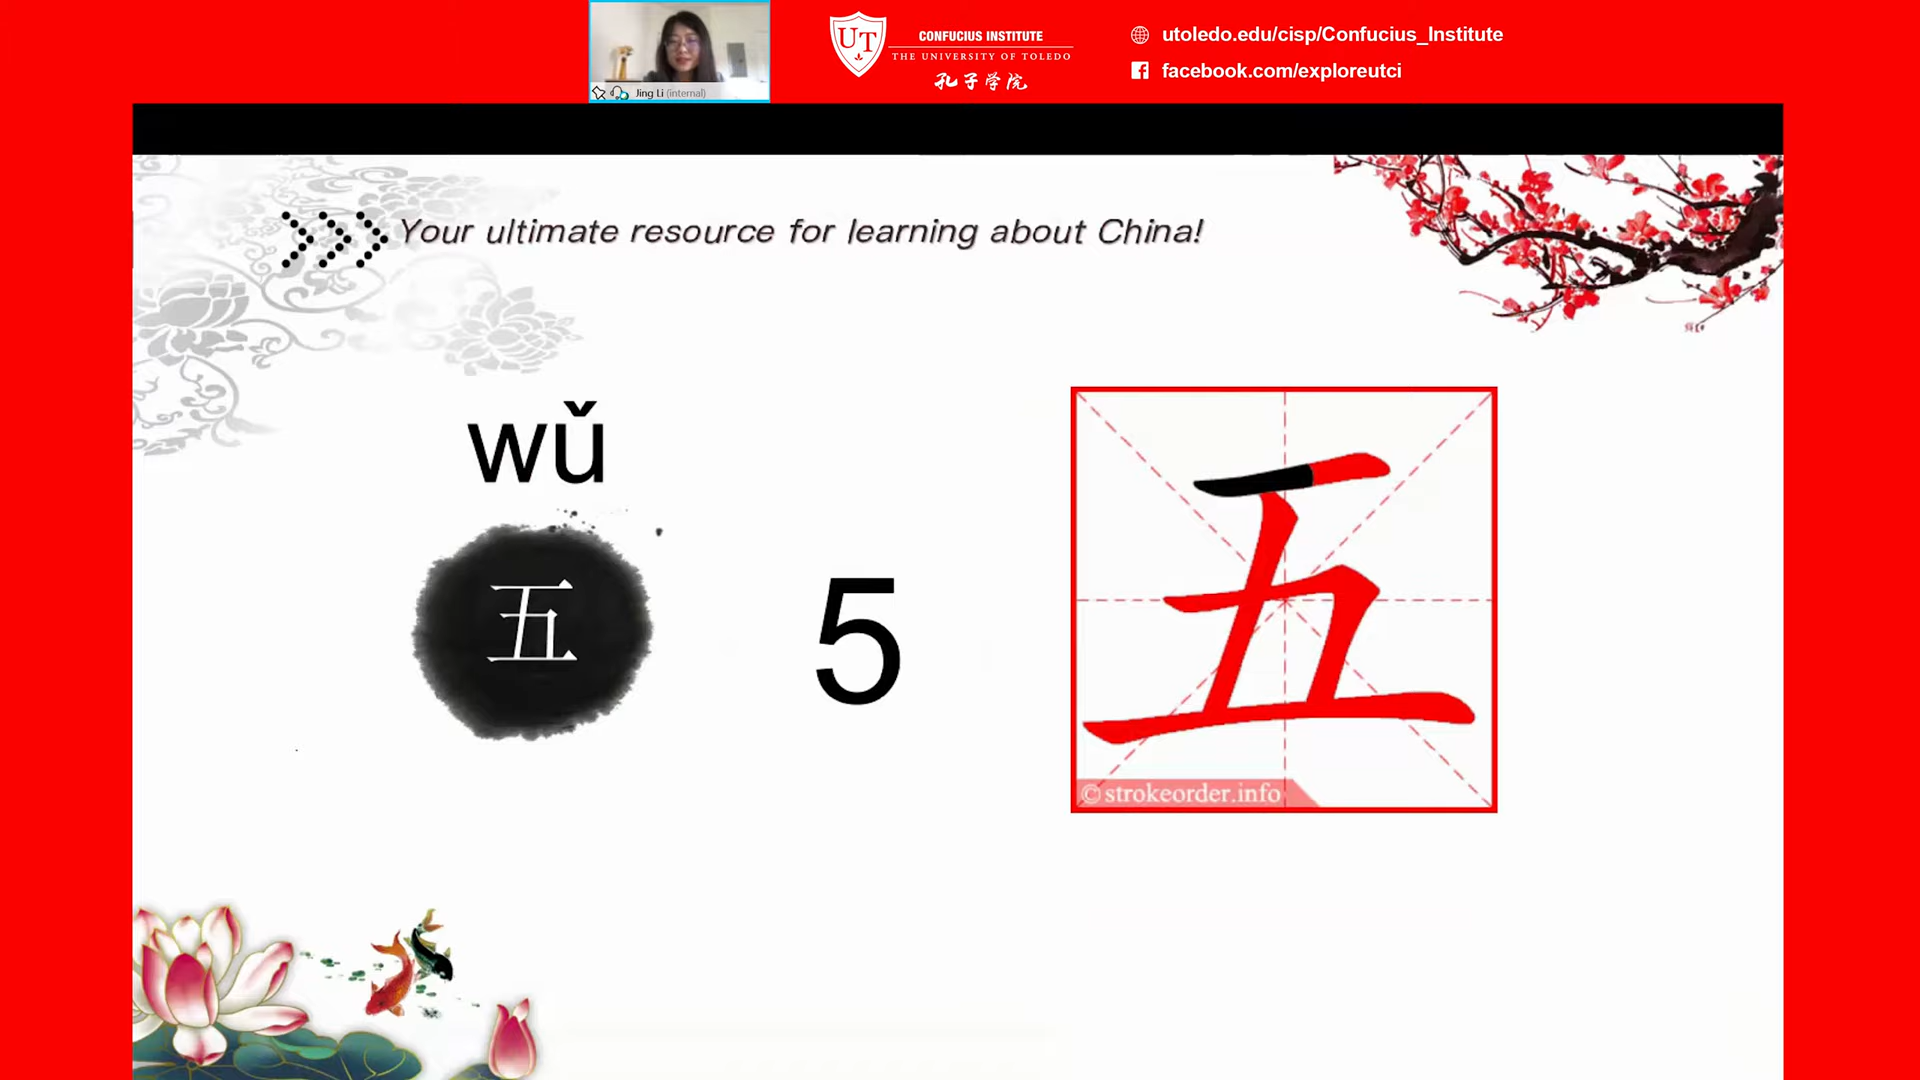 Jing Li (internal)
UT
CONFUCIUS INSTITUTE
THE UNIVERSITY OF TOLEDO
孔子学院
utoledo.edu/cisp/Confucius_Institute
facebook.com/exploreutci
Your ultimate resource for learning about China!
wǔ
五
5
五
© strokeorder.info